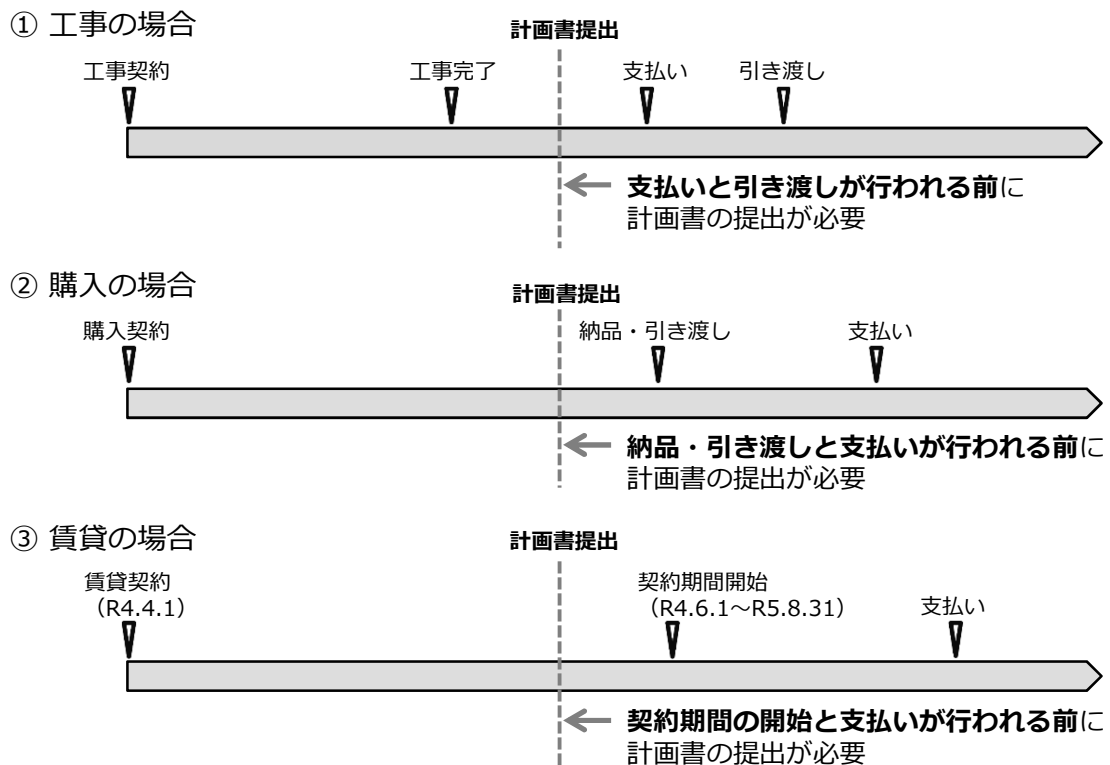 ① 工事の場合
計画書提出
工事契約
工事完了
支払い
引き渡し
支払いと引き渡しが行われる前に
計画書の提出が必要
② 購入の場合
計画書提出
購入契約
納品・引き渡し
支払い
納品・引き渡しと支払いが行われる前に
計画書の提出が必要
③ 賃貸の場合
計画書提出
賃貸契約
（R4.4.1）
契約期間開始
（R4.6.1～R5.8.31）
支払い
契約期間の開始と支払いが行われる前に
計画書の提出が必要